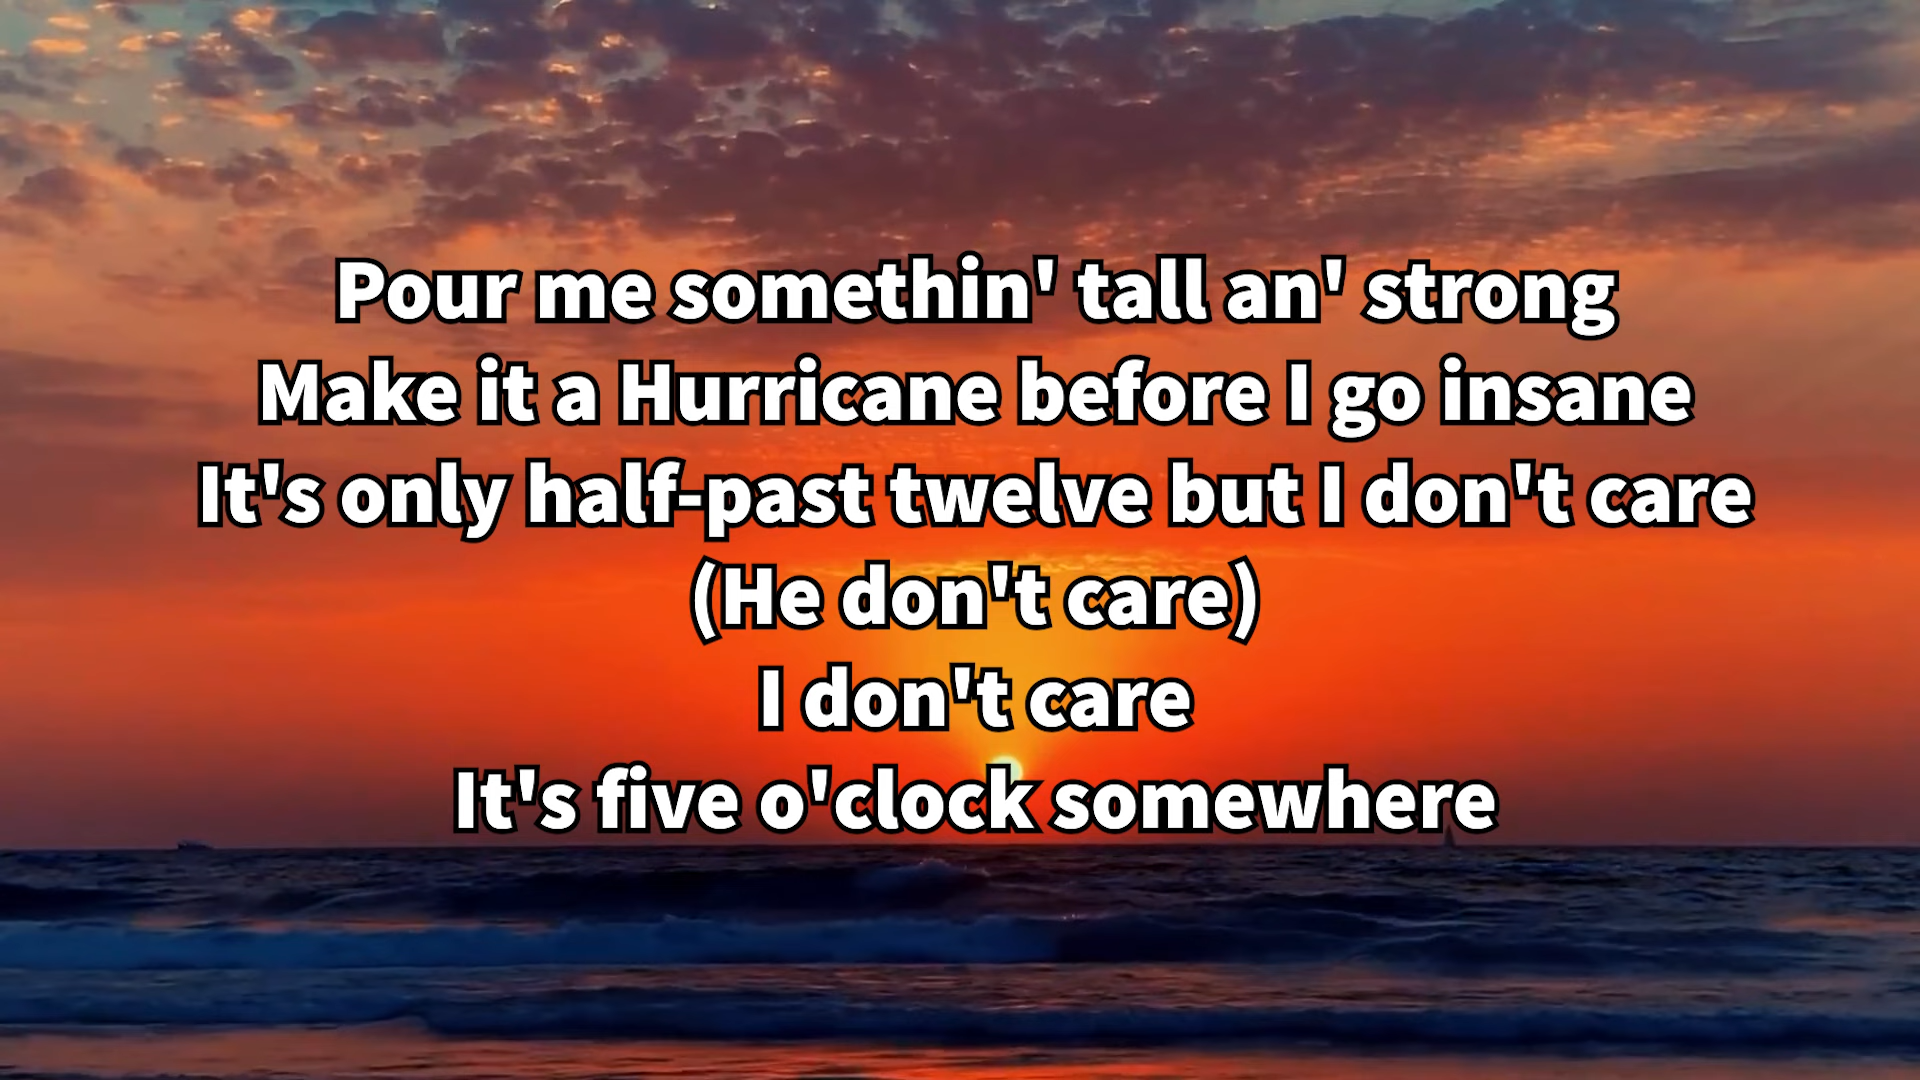 Pour me somethin' tall an' strong
Make it a Hurricane before I go insane
It's only half-past twelve but I don't care
(He don't care)
I don't care
It's five o'clock somewhere